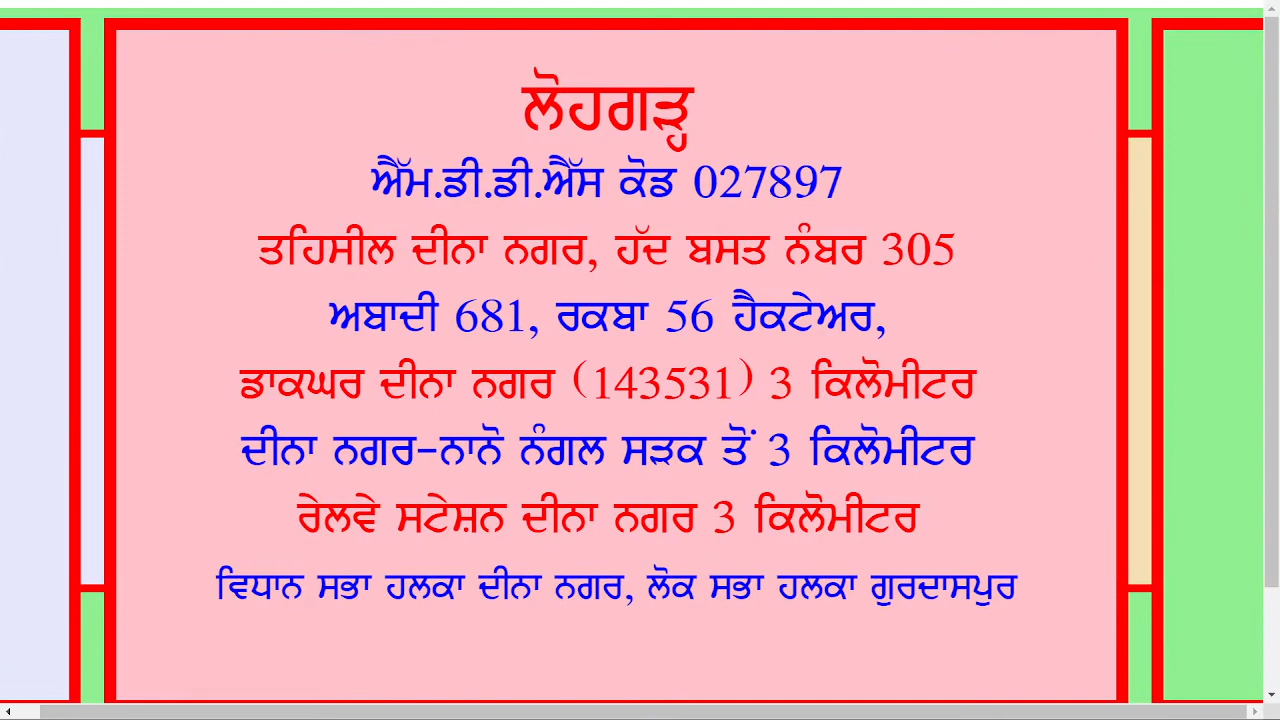 ਲੋਹਗੜ੍ਹ
ਐੱਮ.ਡੀ.ਡੀ.ਐੱਸ ਕੋਡ 027897
ਤਹਿਸੀਲ ਦੀਨਾ ਨਗਰ, ਹੱਦ ਬਸਤ ਨੰਬਰ 305
ਅਬਾਦੀ 681, ਰਕਬਾ 56 ਹੈਕਟੇਅਰ,
ਡਾਕਘਰ ਦੀਨਾ ਨਗਰ (143531) 3 ਕਿਲੋਮੀਟਰ
ਦੀਨਾ ਨਗਰ-ਨਾਨੋ ਨੰਗਲ ਸੜਕ ਤੋਂ 3 ਕਿਲੋਮੀਟਰ
ਰੇਲਵੇ ਸਟੇਸ਼ਨ ਦੀਨਾ ਨਗਰ 3 ਕਿਲੋਮੀਟਰ
ਵਿਧਾਨ ਸਭਾ ਹਲਕਾ ਦੀਨਾ ਨਗਰ, ਲੋਕ ਸਭਾ ਹਲਕਾ ਗੁਰਦਾਸਪੁਰ